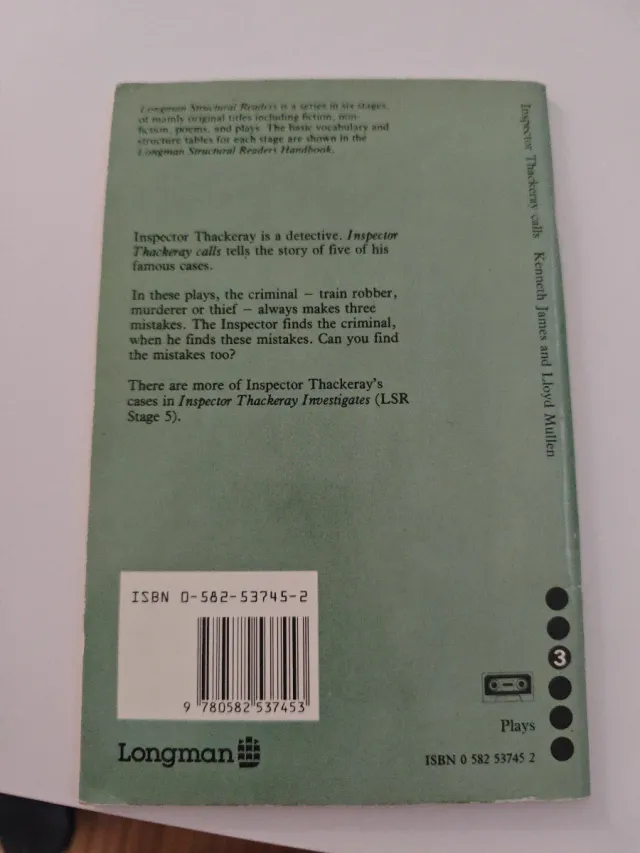 Longman Structural Readers is a series in six stages,
of mainly original titles including fiction, non-
fiction, poems, and plays. The basic vocabulary and
structure tables for each stage are shown in the
Longman Structural Readers Handbook.
Inspector Thackeray is a detective. Inspector
Thackeray calls tells the story of five of his
famous cases.
In these plays, the criminal – train robber,
murderer or thief – always makes three
mistakes. The Inspector finds the criminal,
when he finds these mistakes. Can you find
the mistakes too?
There are more of Inspector Thackeray's
cases in Inspector Thackeray Investigates (LSR
Stage 5).
Inspector Thackeray calls Kenneth James and Lloyd Mullen
ISBN 0-582-53745-2
9 780582 537453
Longman
3
Plays
ISBN 0 582 53745 2